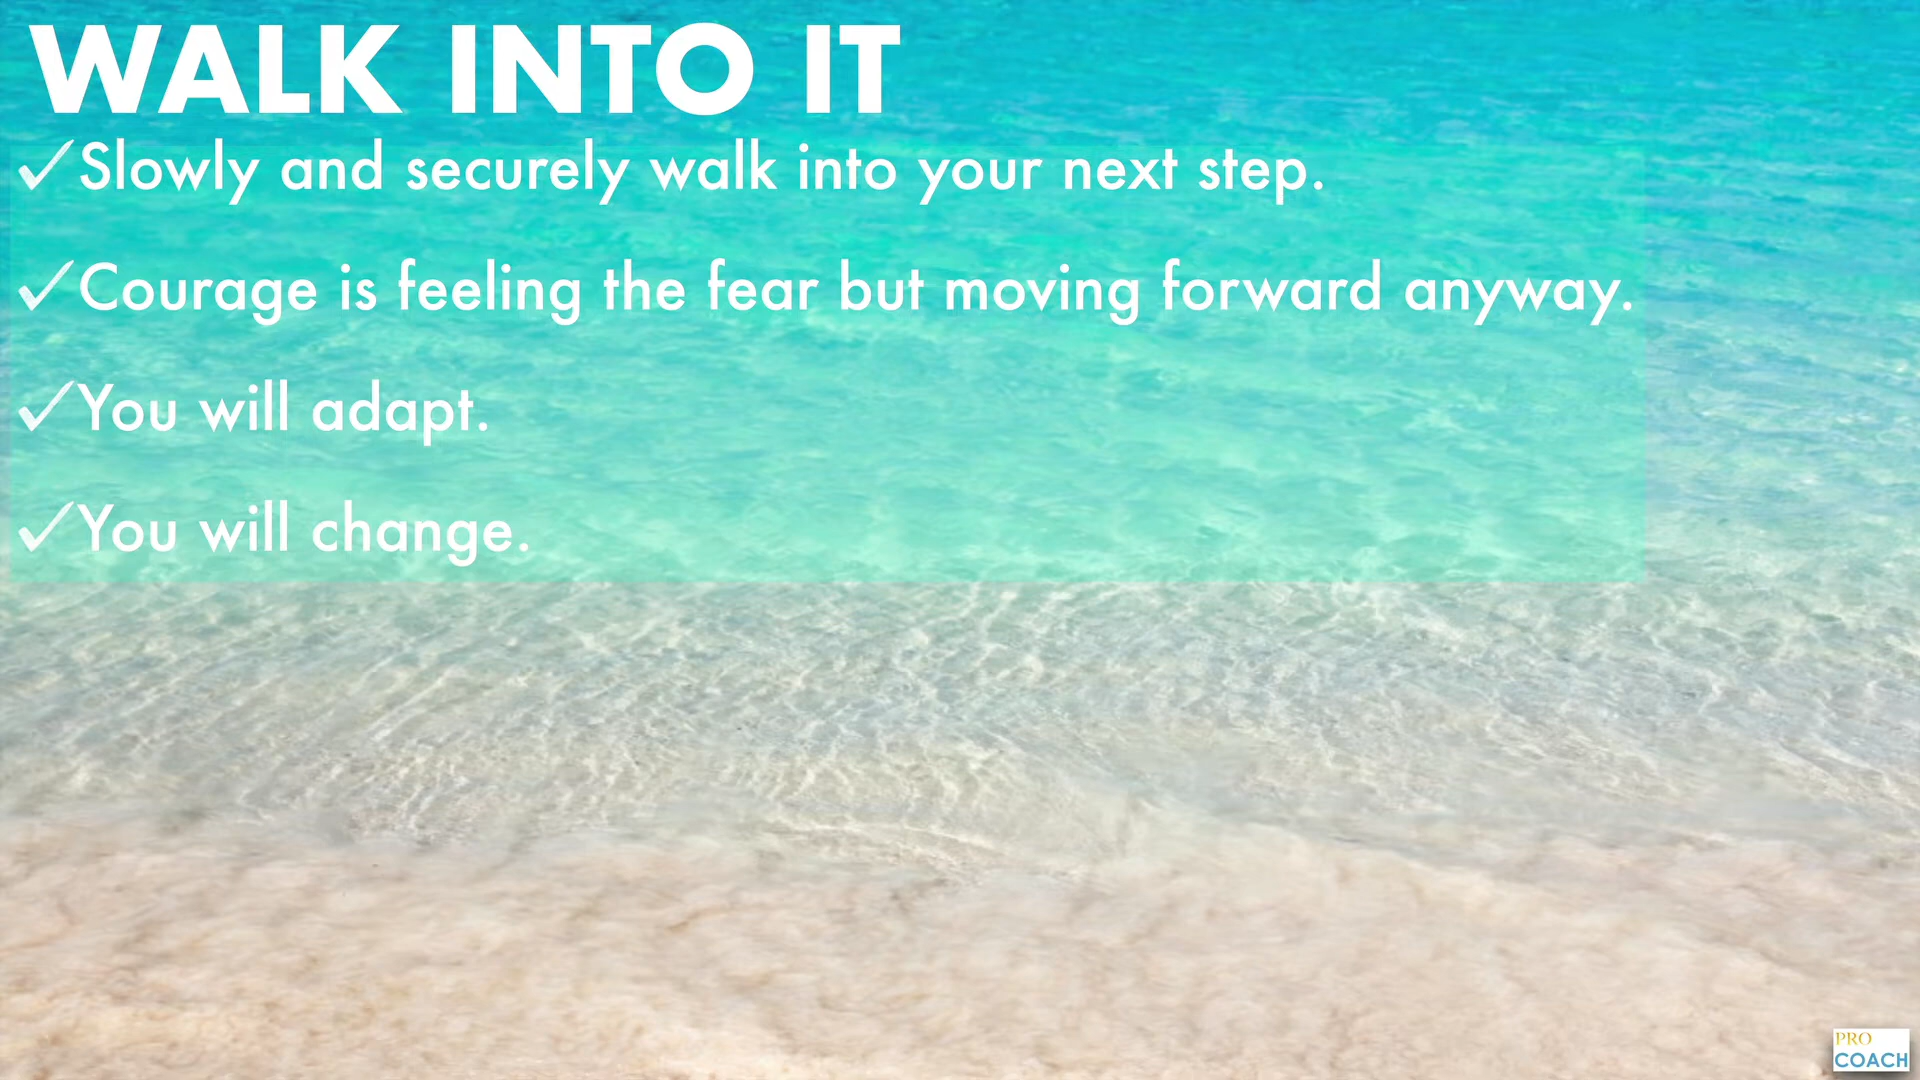 WALK INTO IT
✓Slowly and securely walk into your next step.
✓Courage is feeling the fear but moving forward anyway.
✓You will adapt.
✓You will change.
PRO
COACH